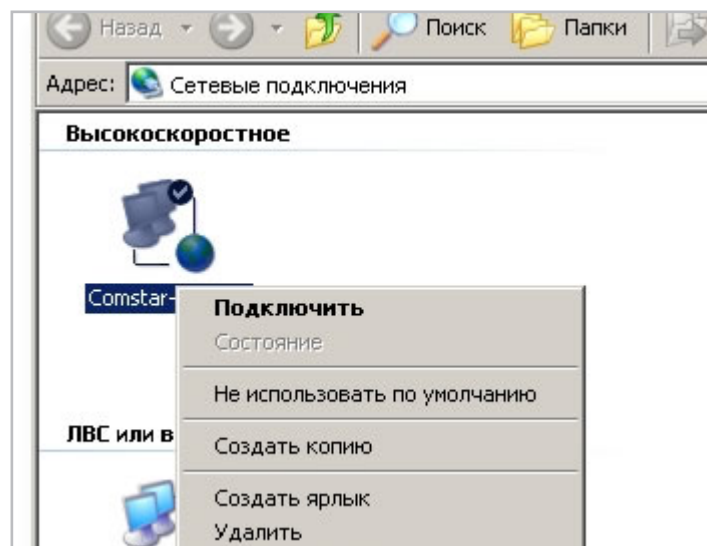 Назад Поиск Папки
Адрес: Сетевые подключения
Высокоскоростное
Comstar-
Подключить
Состояние
Не использовать по умолчанию
ЛВС или в
Создать копию
Создать ярлык
Удалить